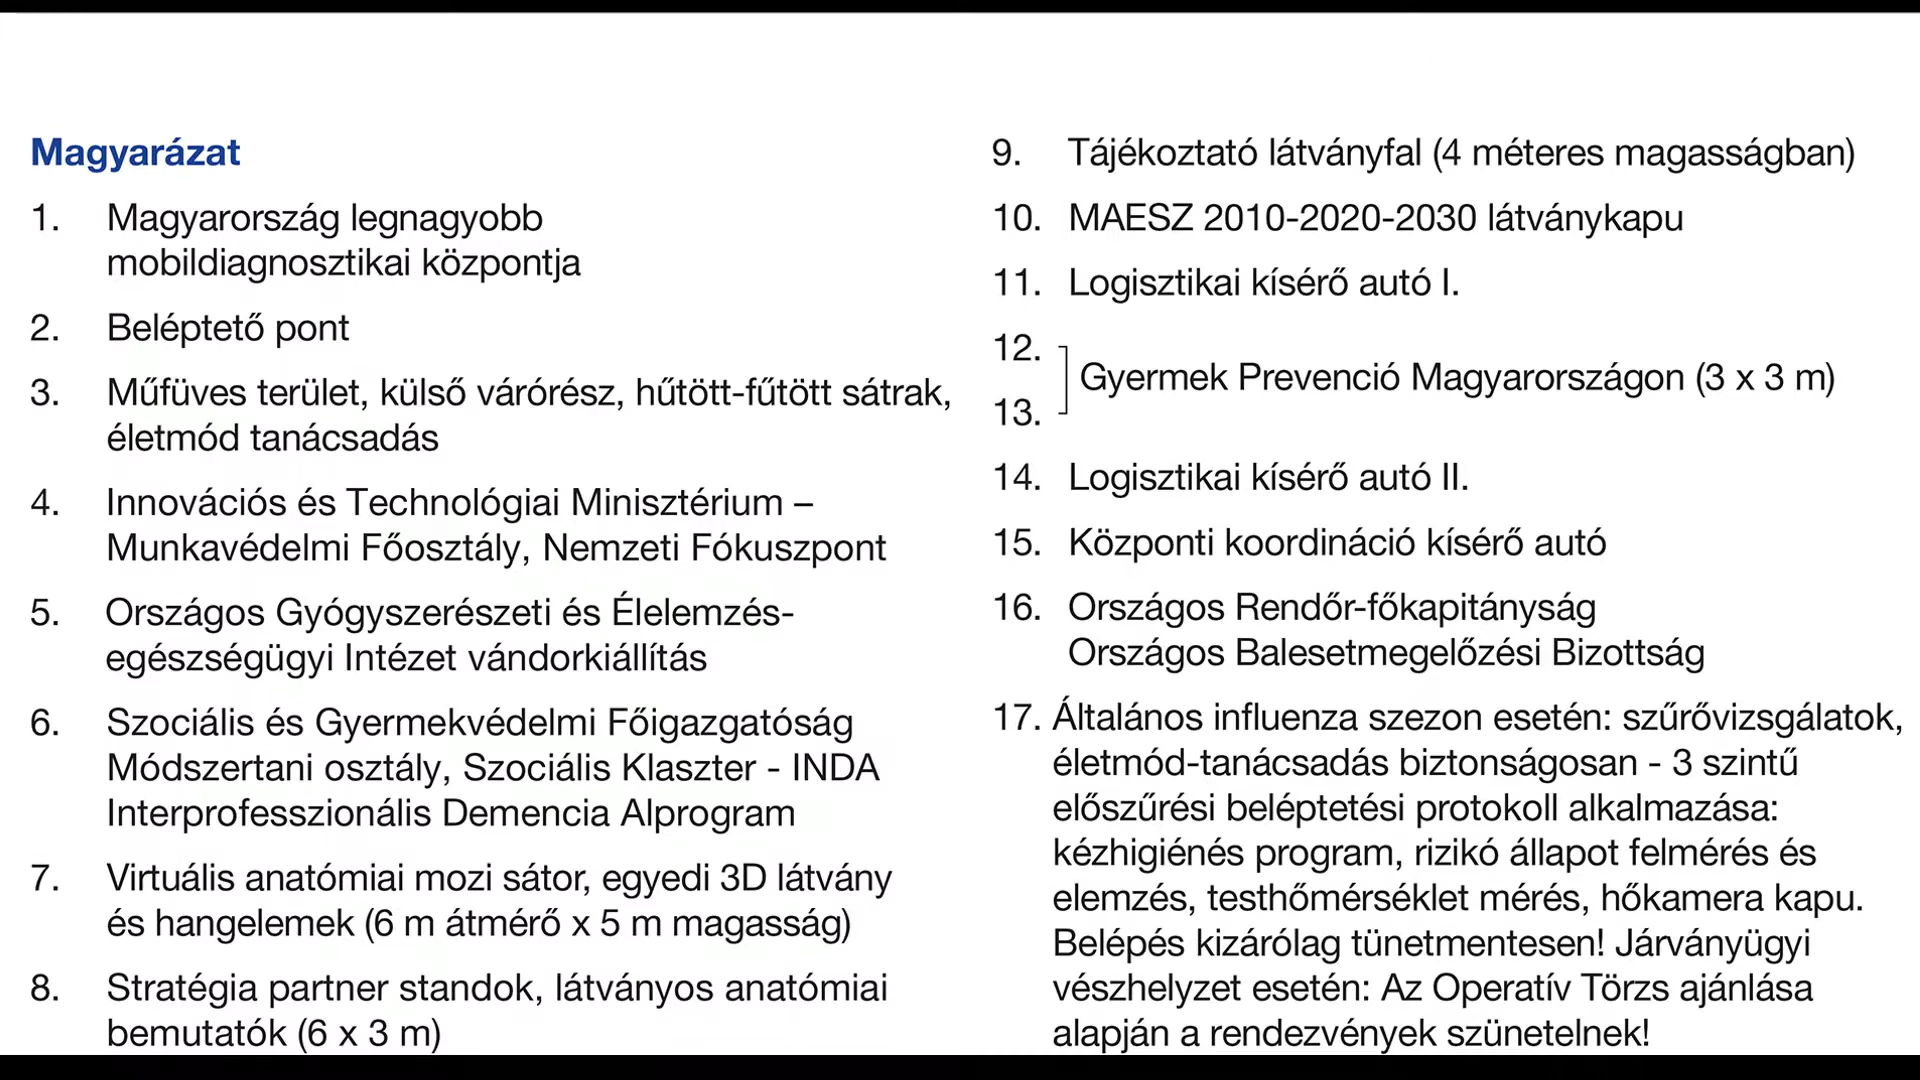 Magyarázat
1. Magyarország legnagyobb
mobildiagnosztikai központja
2. Beléptető pont
3. Műfüves terület, külső várórész, hűtött-fűtött sátrak,
életmód tanácsadás
4. Innovációs és Technológiai Minisztérium –
Munkavédelmi Főosztály, Nemzeti Fókuszpont
5. Országos Gyógyszerészeti és Élelemzés-
egészségügyi Intézet vándorkiállítás
6. Szociális és Gyermekvédelmi Főigazgatóság
Módszertani osztály, Szociális Klaszter - INDA
Interprofesszionális Demencia Alprogram
7. Virtuális anatómiai mozi sátor, egyedi 3D látvány
és hangelemek (6 m átmérő x 5 m magasság)
8. Stratégia partner standok, látványos anatómiai
bemutatók (6 x 3 m)
9. Tájékoztató látványfal (4 méteres magasságban)
10. MAESZ 2010-2020-2030 látványkapu
11. Logisztikai kísérő autó I.
12.
Gyermek Prevenció Magyarországon (3 x 3 m)
13.
14. Logisztikai kísérő autó II.
15. Központi koordináció kísérő autó
16. Országos Rendőr-főkapitányság
Országos Balesetmegelőzési Bizottság
17. Általános influenza szezon esetén: szűrővizsgálatok,
életmód-tanácsadás biztonságosan - 3 szintű
előszűrési beléptetési protokoll alkalmazása:
kézhigiénés program, rizikó állapot felmérés és
elemzés, testhőmérséklet mérés, hőkamera kapu.
Belépés kizárólag tünetmentesen! Járványügyi
vészhelyzet esetén: Az Operatív Törzs ajánlása
alapján a rendezvények szünetelnek!